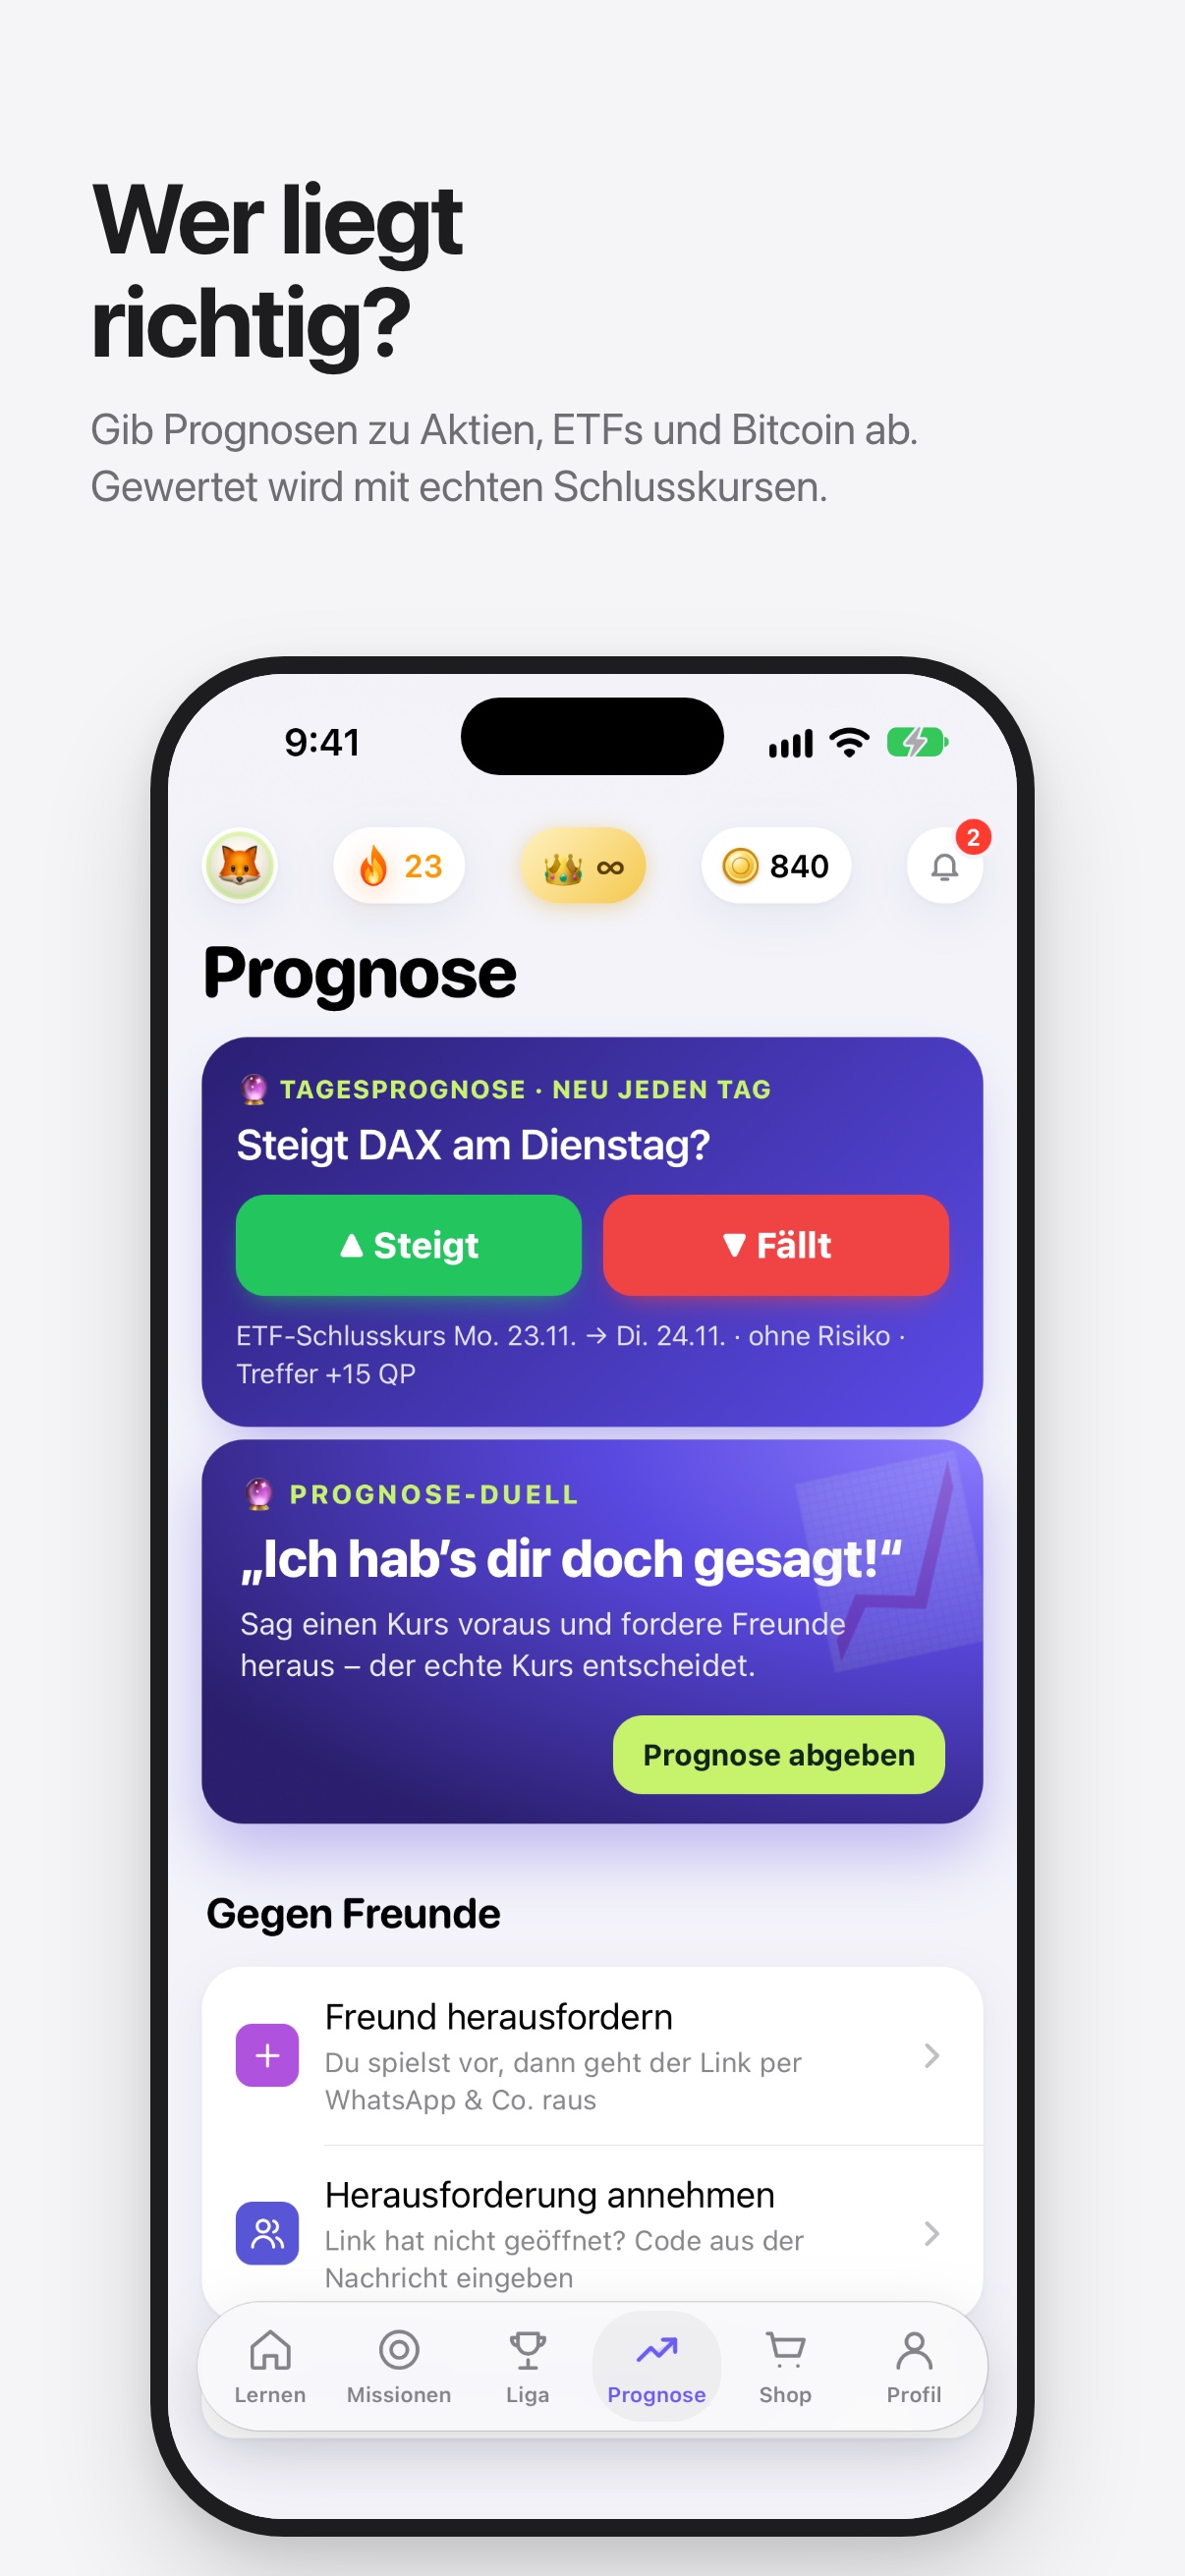 Wer liegt
richtig?
Gib Prognosen zu Aktien, ETFs und Bitcoin ab.
Gewertet wird mit echten Schlusskursen.
9:41
23
∞
840
2
Prognose
TAGESPROGNOSE · NEU JEDEN TAG
Steigt DAX am Dienstag?
▲ Steigt
▼ Fällt
ETF-Schlusskurs Mo. 23.11. → Di. 24.11. · ohne Risiko ·
Treffer +15 QP
PROGNOSE-DUELL
„Ich hab’s dir doch gesagt!“
Sag einen Kurs voraus und fordere Freunde
heraus – der echte Kurs entscheidet.
Prognose abgeben
Gegen Freunde
Freund herausfordern
Du spielst vor, dann geht der Link per
WhatsApp & Co. raus
Herausforderung annehmen
Link hat nicht geöffnet? Code aus der
Nachricht eingeben
Lernen
Missionen
Liga
Prognose
Shop
Profil